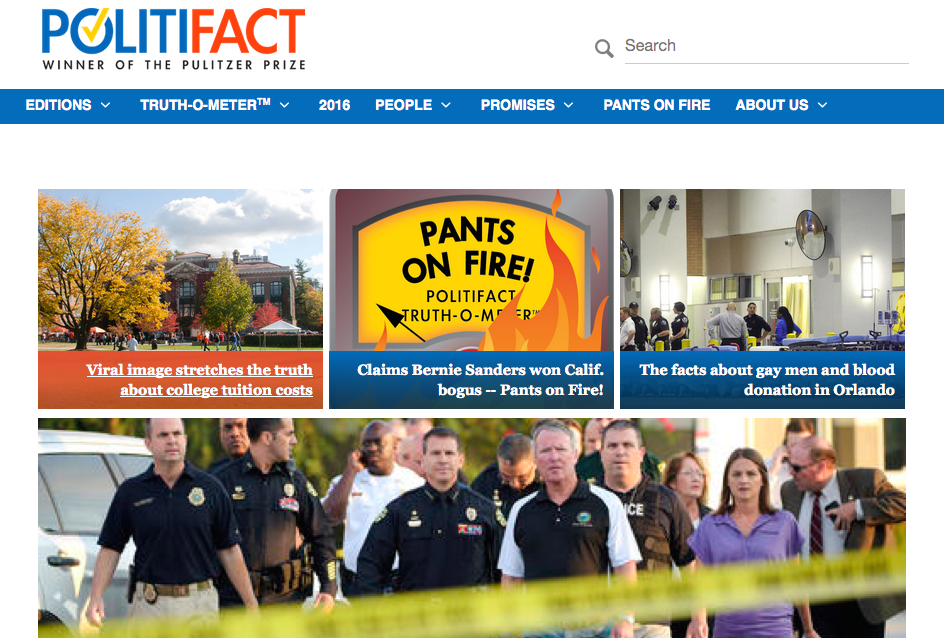 POLITIFACT
WINNER OF THE PULITZER PRIZE
Search
EDITIONS TRUTH-O-METER™ 2016 PEOPLE PROMISES PANTS ON FIRE ABOUT US
PANTS
ON FIRE!
POLITIFACT
TRUTH-O-METER™
Viral image stretches the truth
about college tuition costs
Claims Bernie Sanders won Calif.
bogus -- Pants on Fire!
The facts about gay men and blood
donation in Orlando